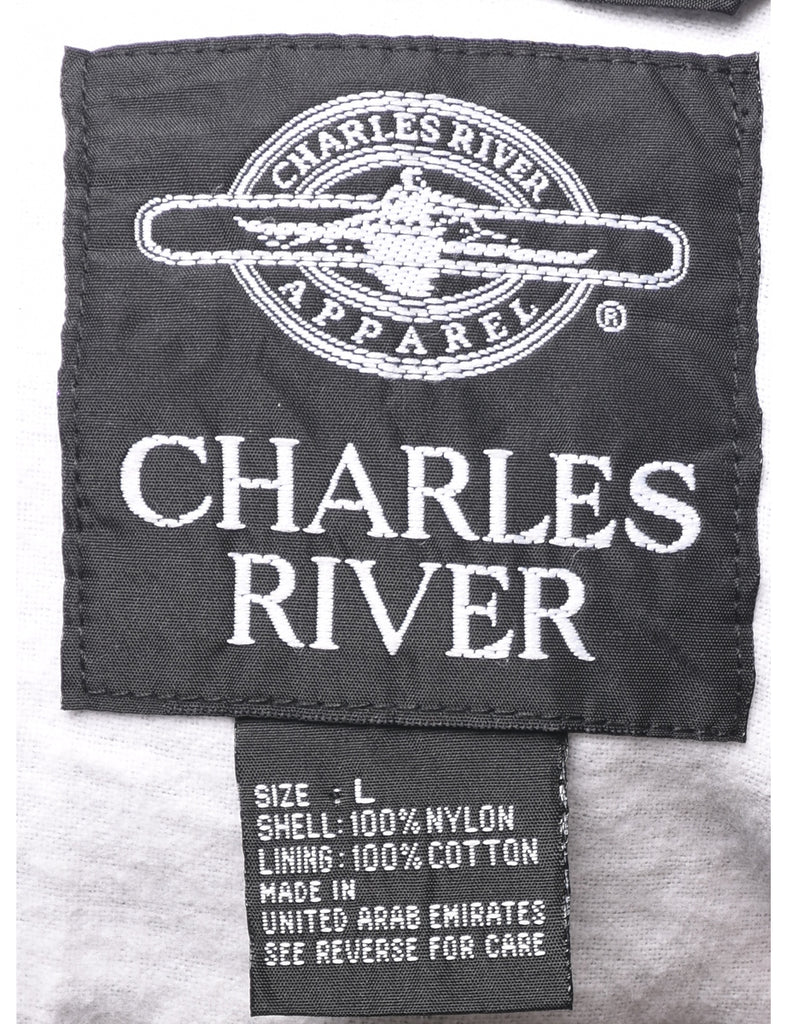 CHARLES RIVER
APPAREL
®
CHARLES
RIVER
SIZE : L
SHELL: 100% NYLON
LINING: 100% COTTON
MADE IN
UNITED ARAB EMIRATES
SEE REVERSE FOR CARE